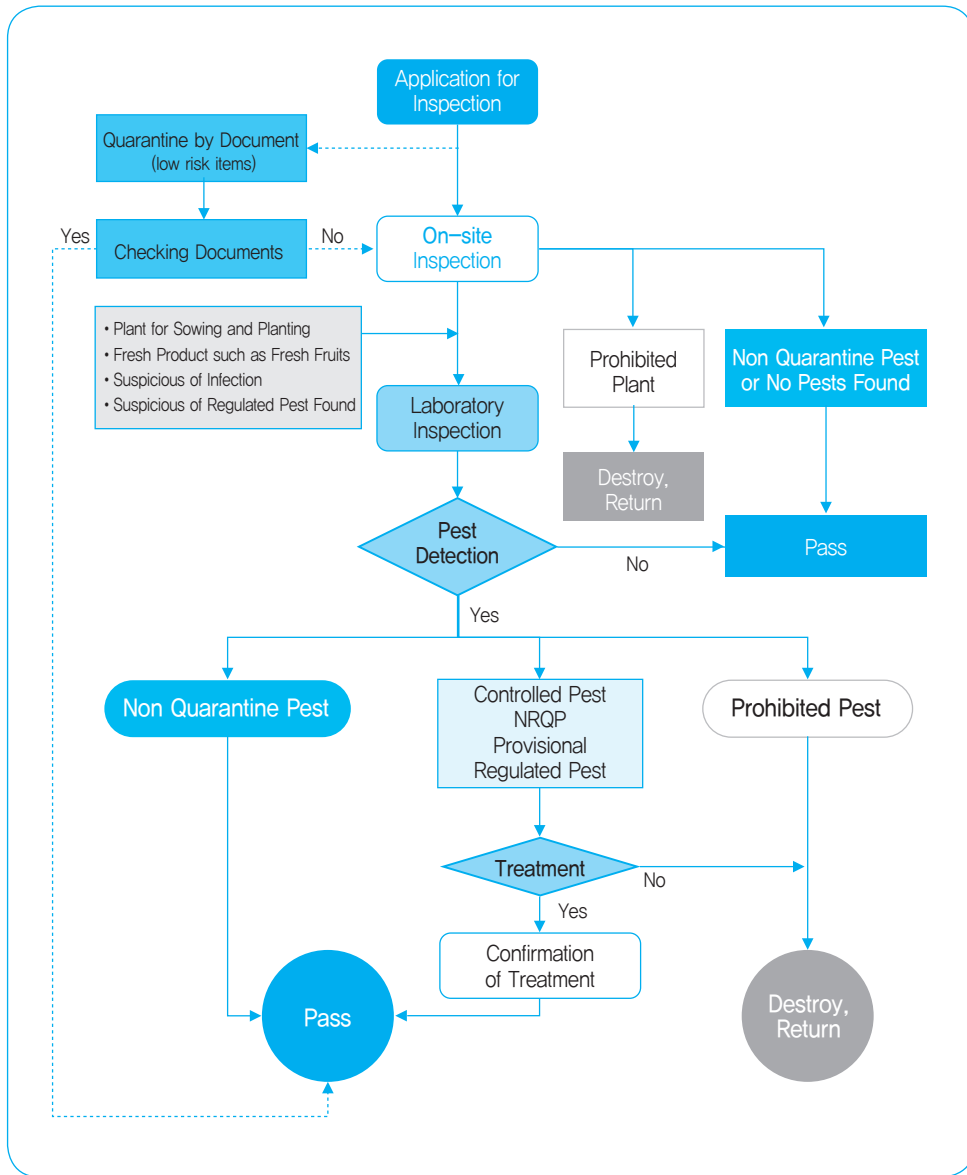 Application for
Inspection
Quarantine by Document
(low risk items)
Yes
Checking Documents
No
On-site
Inspection
• Plant for Sowing and Planting
• Fresh Product such as Fresh Fruits
• Suspicious of Infection
• Suspicious of Regulated Pest Found
Prohibited
Plant
Non Quarantine Pest
or No Pests Found
Laboratory
Inspection
Destroy,
Return
Pest
Detection
No
Pass
Yes
Non Quarantine Pest
Controlled Pest
NRQP
Provisional
Regulated Pest
Prohibited Pest
Treatment
No
Yes
Confirmation
of Treatment
Pass
Destroy,
Return